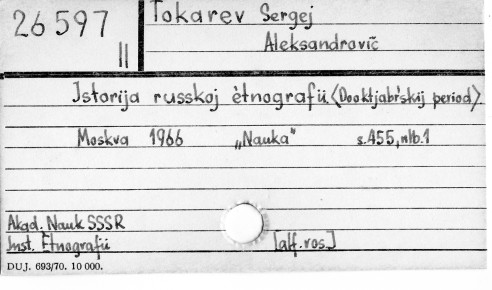 26597 II
Tokarev Sergej
Aleksandrovič
Istorija russkoj ètnografii. <Dooktjabŕskij period>.
Moskva 1966 „Nauka" s.455, nlb.1
Akad. Nauk SSSR
Inst. Ètnografii [alf. ros.]
DUJ. 693/70. 10 000.